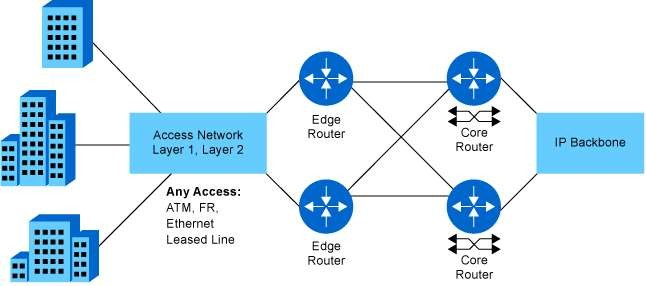 Access Network
Layer 1, Layer 2
Any Access:
ATM, FR,
Ethernet
Leased Line
Edge
Router
Edge
Router
Core
Router
Core
Router
IP Backbone